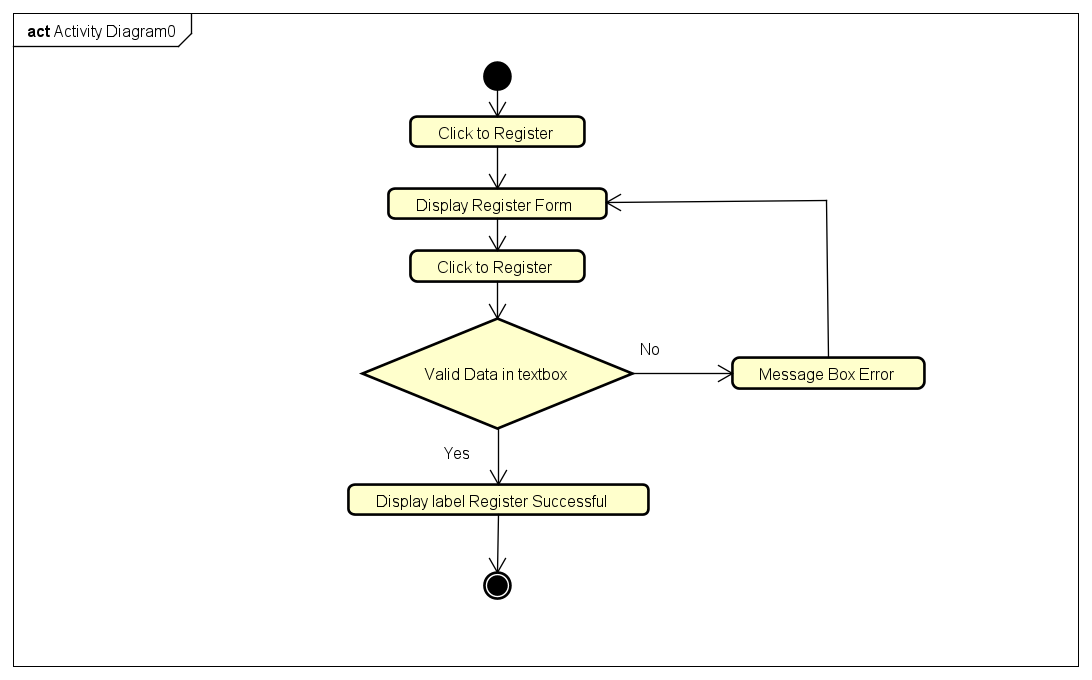 act Activity Diagram0
Click to Register
Display Register Form
Click to Register
No
Valid Data in textbox
Message Box Error
Yes
Display label Register Successful